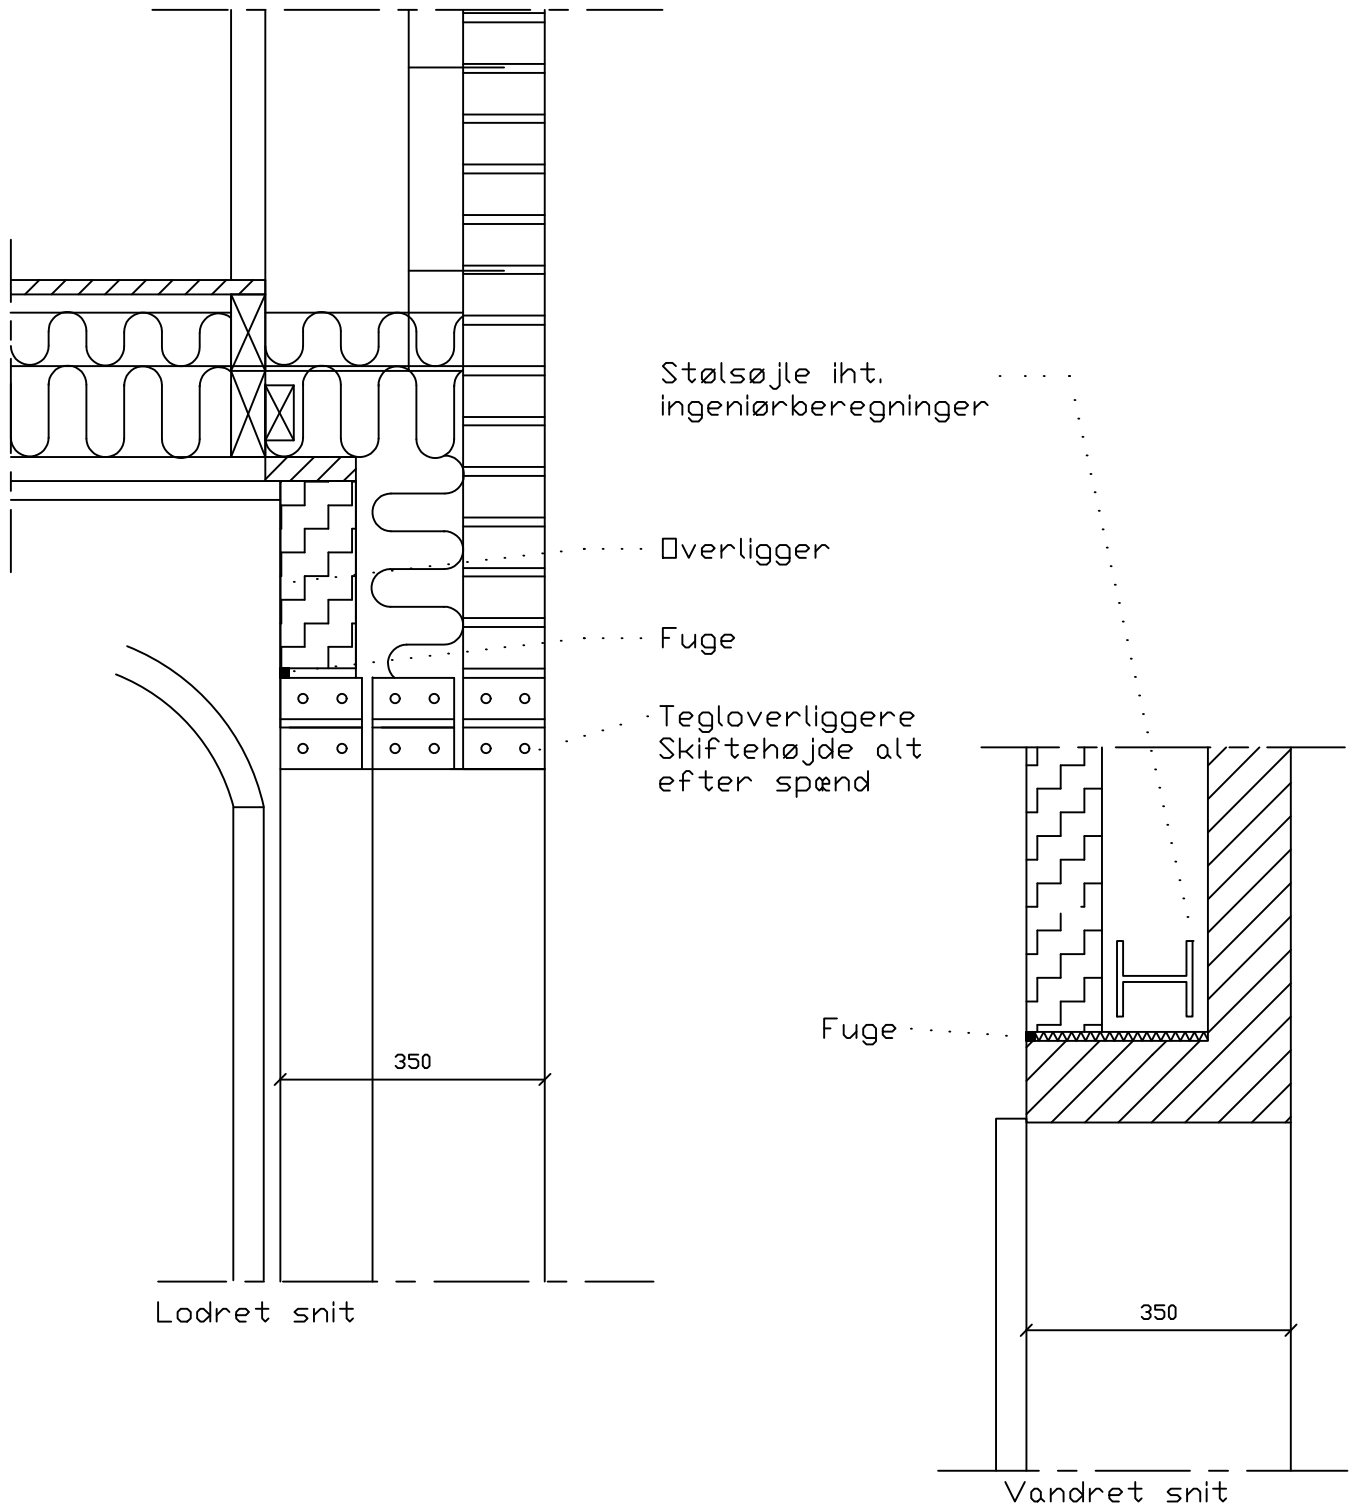 Stølsøjle iht.
ingeniørberegninger
Overligger
Fuge
Tegloverliggere
Skiftehøjde alt
efter spænd
Fuge
350
Lodret snit
350
Vandret snit